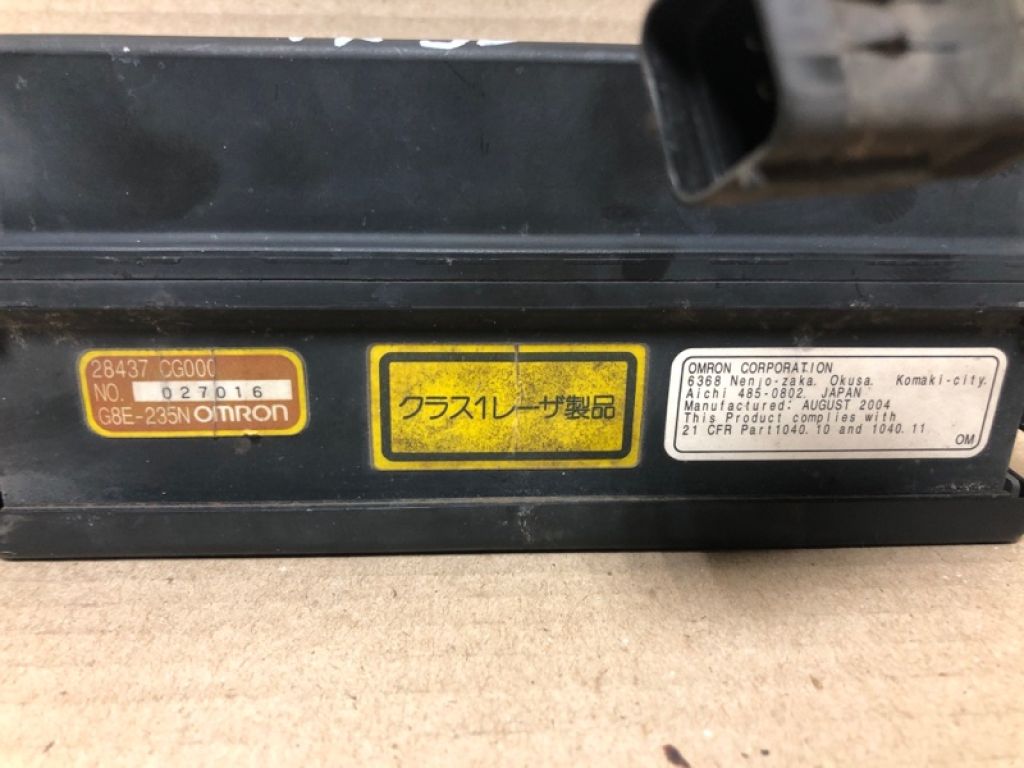 28437 CG000
NO. 027016
G8E-235N OMRON
クラス1レーザ製品
OMRON CORPORATION
6368 Nenjo-zaka, Okusa, Komaki-city,
Aichi 485-0802, JAPAN
Manufactured: AUGUST 2004
This Product complies with
21 CFR Part1040.10 and 1040.11
OM